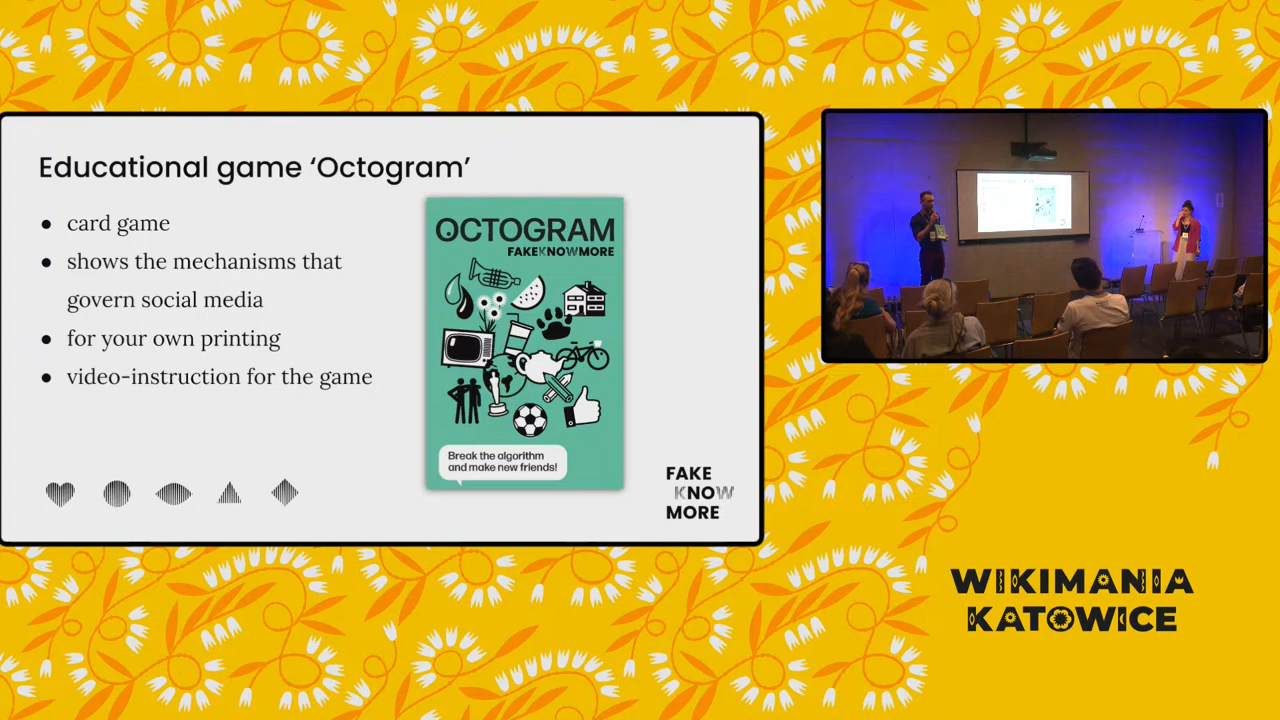 Educational game ‘Octogram’
● card game
● shows the mechanisms that
govern social media
● for your own printing
● video-instruction for the game
OCTOGRAM
FAKEKNOWMORE
Break the algorithm
and make new friends!
FAKE
KNOW
MORE
WIKIMANIA
KATOWICE